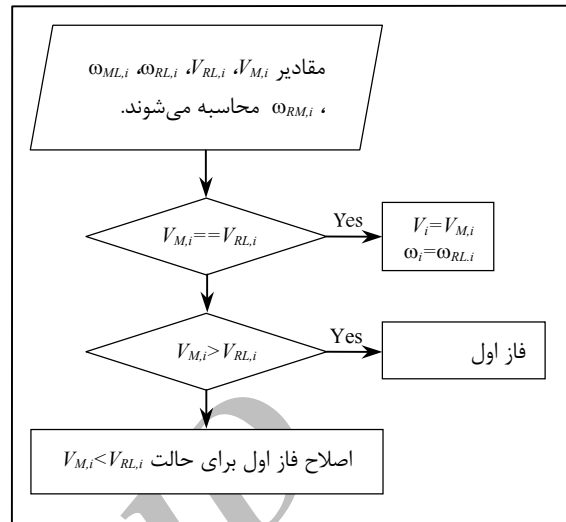 مقادیر V_{M,i}، V_{RL,i}، ω_{RL,i}، ω_{ML,i}
، ω_{RM,i} محاسبه می‌شوند.
V_{M,i}==V_{RL,i}
Yes
V_i=V_{M,i}
ω_i=ω_{RL.i}
V_{M,i}>V_{RL,i}
Yes
فاز اول
اصلاح فاز اول برای حالت V_{M,i}<V_{RL,i}